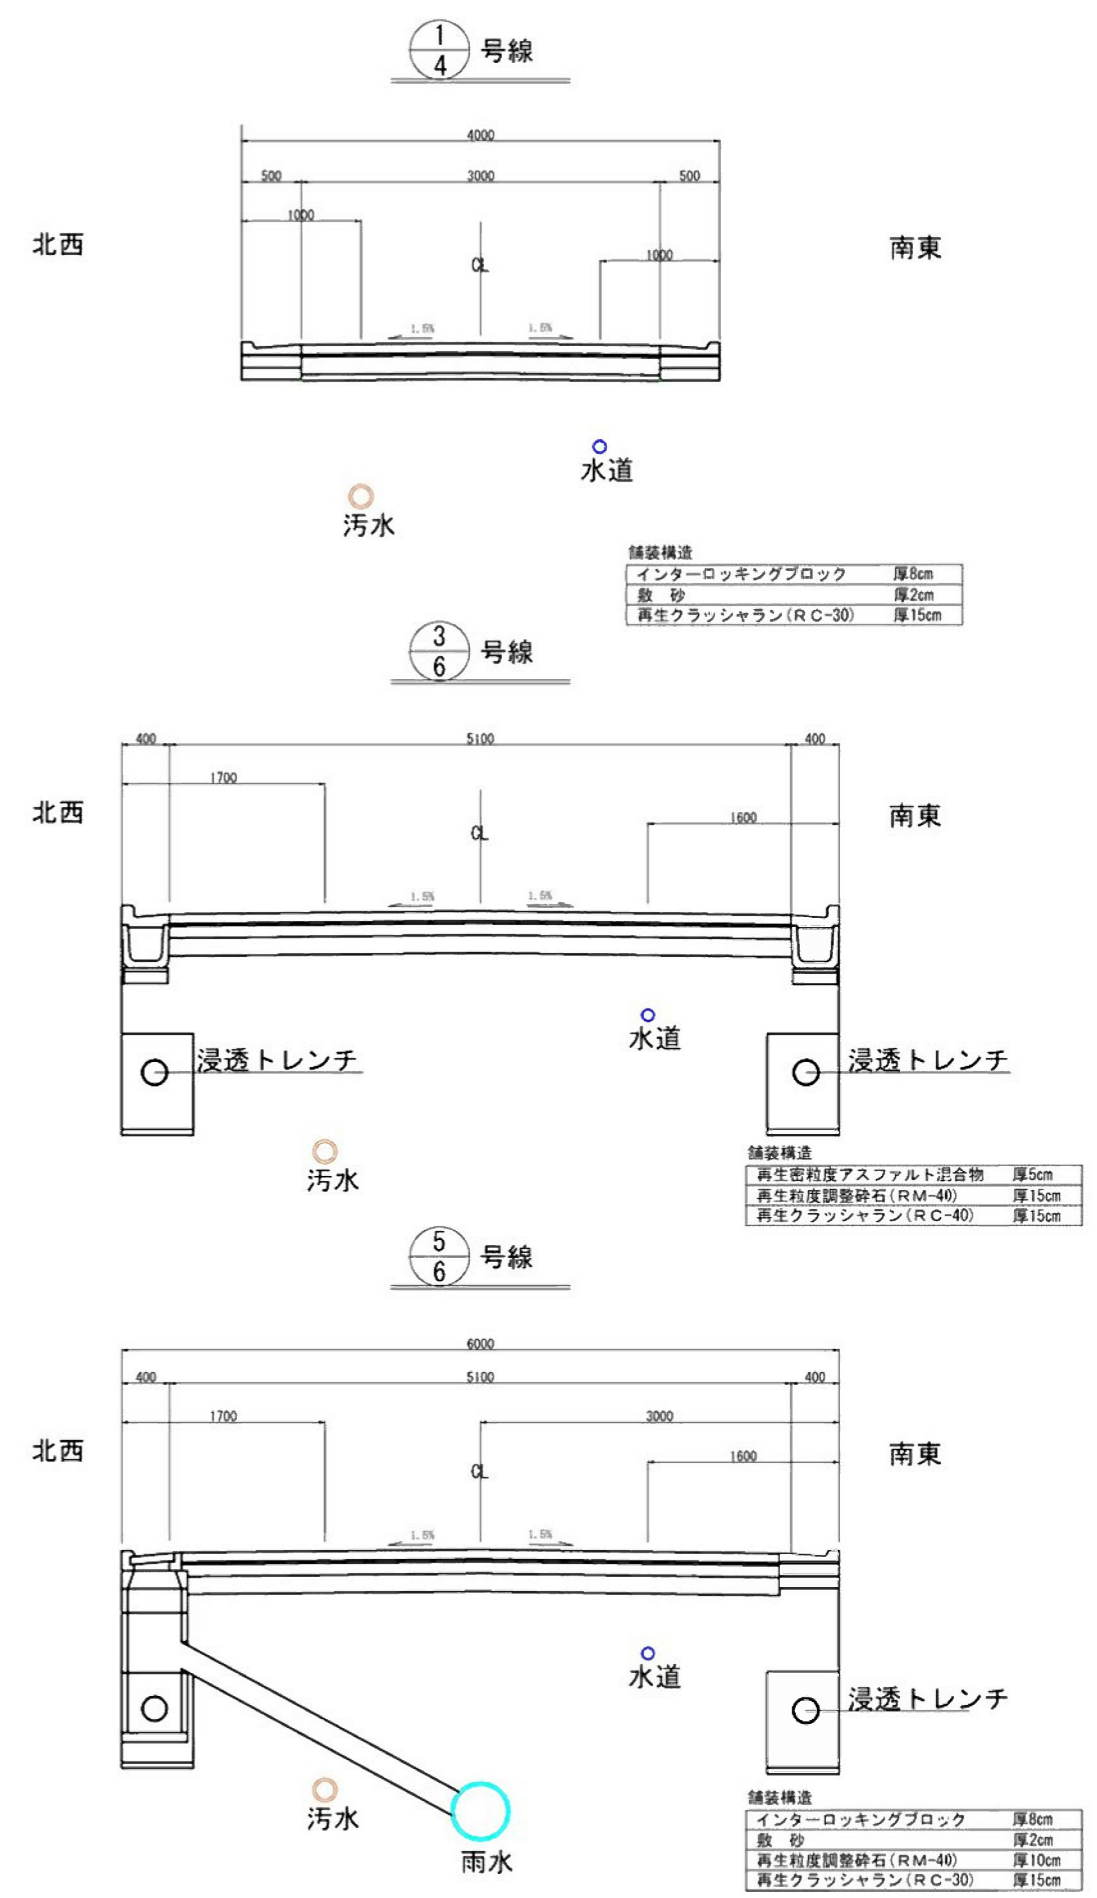 1
4 号線
4000
500 3000 500
1000
北西 南東
1000
CL
1.5% 1.5%
水道
汚水
舗装構造
インターロッキングブロック 厚8cm
敷 砂 厚2cm
再生クラッシャラン(RC-30) 厚15cm
3
6 号線
400 5100 400
1700
北西 南東
1600
CL
1.5% 1.5%
水道
浸透トレンチ 浸透トレンチ
汚水
舗装構造
再生密粒度アスファルト混合物 厚5cm
再生粒度調整砕石(RM-40) 厚15cm
再生クラッシャラン(RC-40) 厚15cm
5
6 号線
6000
400 5100 400
1700 3000
北西 南東
1600
CL
1.5% 1.5%
水道
浸透トレンチ
汚水
雨水
舗装構造
インターロッキングブロック 厚8cm
敷 砂 厚2cm
再生粒度調整砕石(RM-40) 厚10cm
再生クラッシャラン(RC-30) 厚15cm